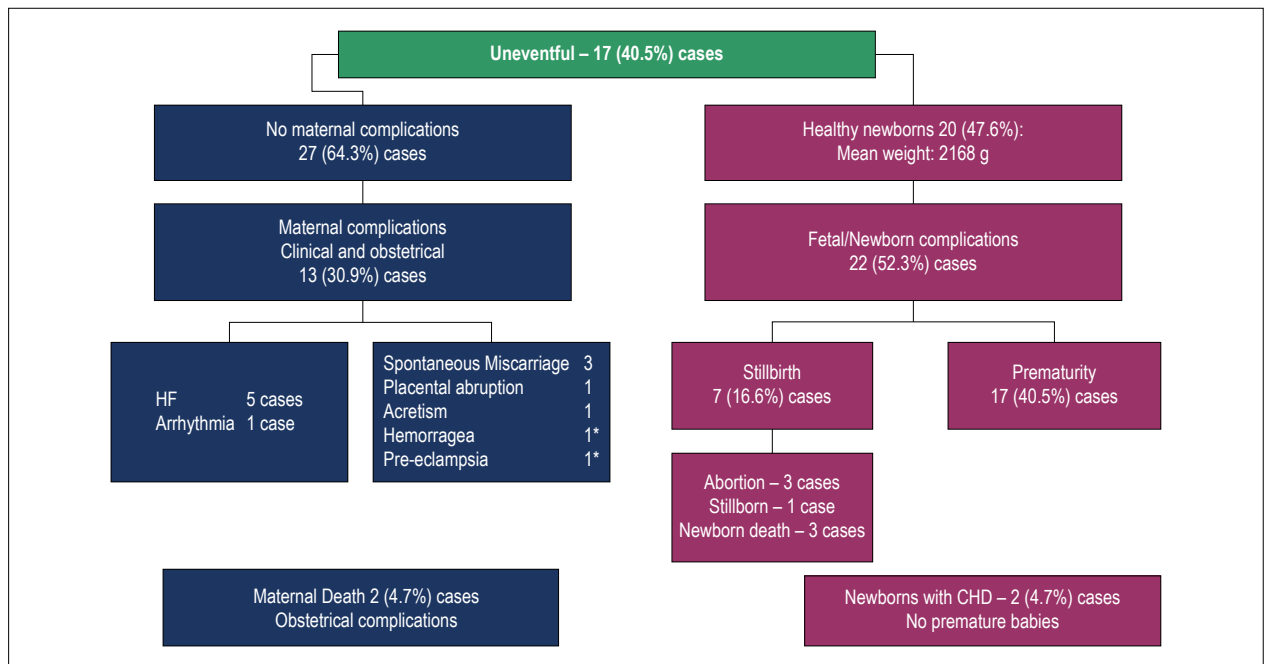 Uneventful – 17 (40.5%) cases
No maternal complications
27 (64.3%) cases
Healthy newborns 20 (47.6%):
Mean weight: 2168 g
Maternal complications
Clinical and obstetrical
13 (30.9%) cases
Fetal/Newborn complications
22 (52.3%) cases
HF 5 cases
Arrhythmia 1 case
Spontaneous Miscarriage 3
Placental abruption 1
Acretism 1
Hemorragea 1*
Pre-eclampsia 1*
Stillbirth
7 (16.6%) cases
Prematurity
17 (40.5%) cases
Abortion – 3 cases
Stillborn – 1 case
Newborn death – 3 cases
Maternal Death 2 (4.7%) cases
Obstetrical complications
Newborns with CHD – 2 (4.7%) cases
No premature babies